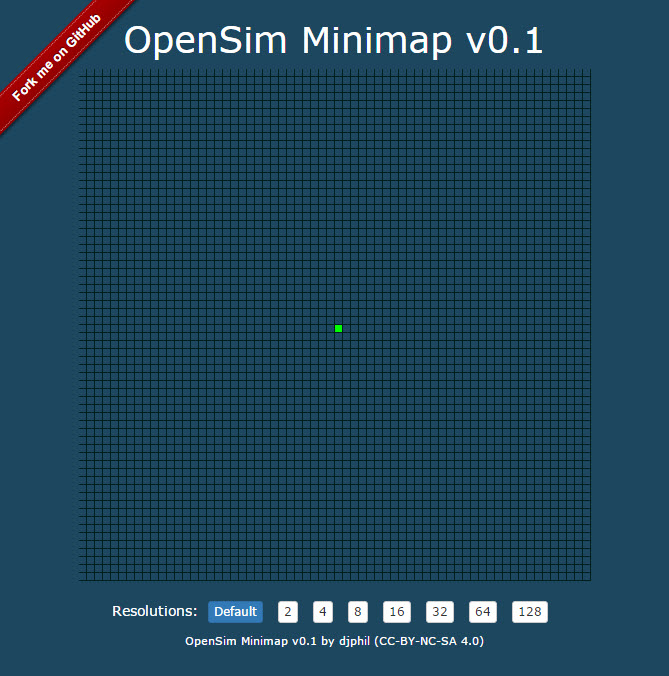 Fork me on GitHub
OpenSim Minimap v0.1
Resolutions: Default 2 4 8 16 32 64 128
OpenSim Minimap v0.1 by djphil (CC-BY-NC-SA 4.0)